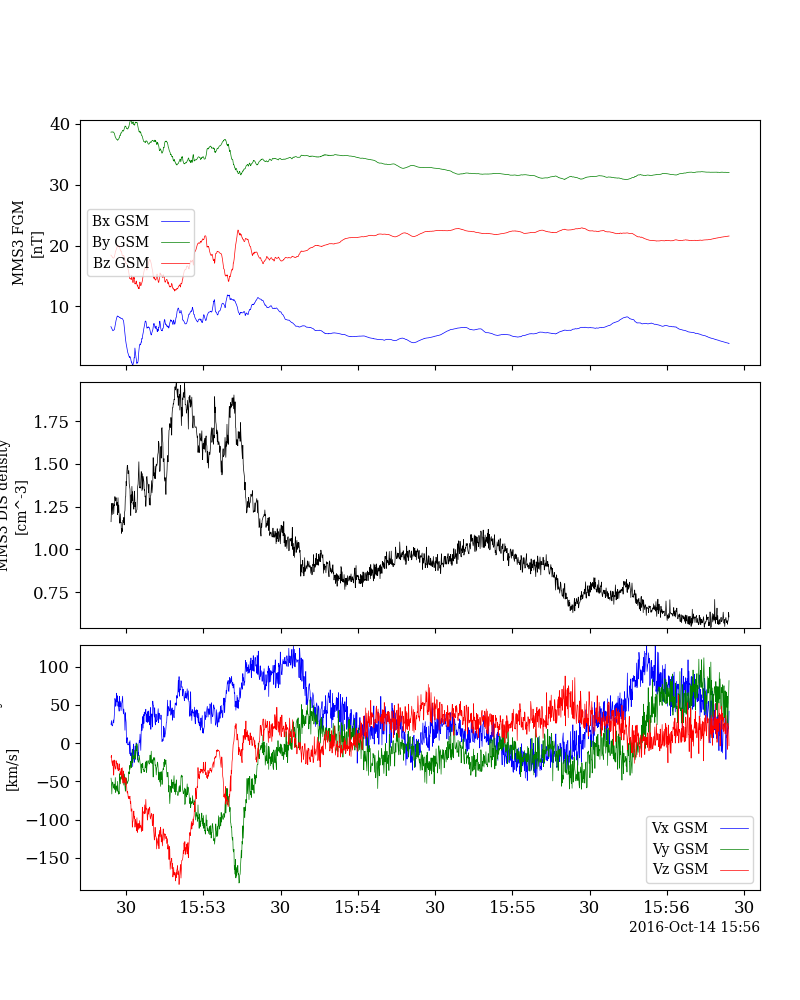 40
30
20
10
MMS3 FGM
[nT]
Bx GSM
By GSM
Bz GSM
1.75
1.50
1.25
1.00
0.75
MMS3 DIS density
[cm^-3]
100
50
0
−50
−100
−150
[km/s]
Vx GSM
Vy GSM
Vz GSM
30 15:53 30 15:54 30 15:55 30 15:56 30
2016-Oct-14 15:56